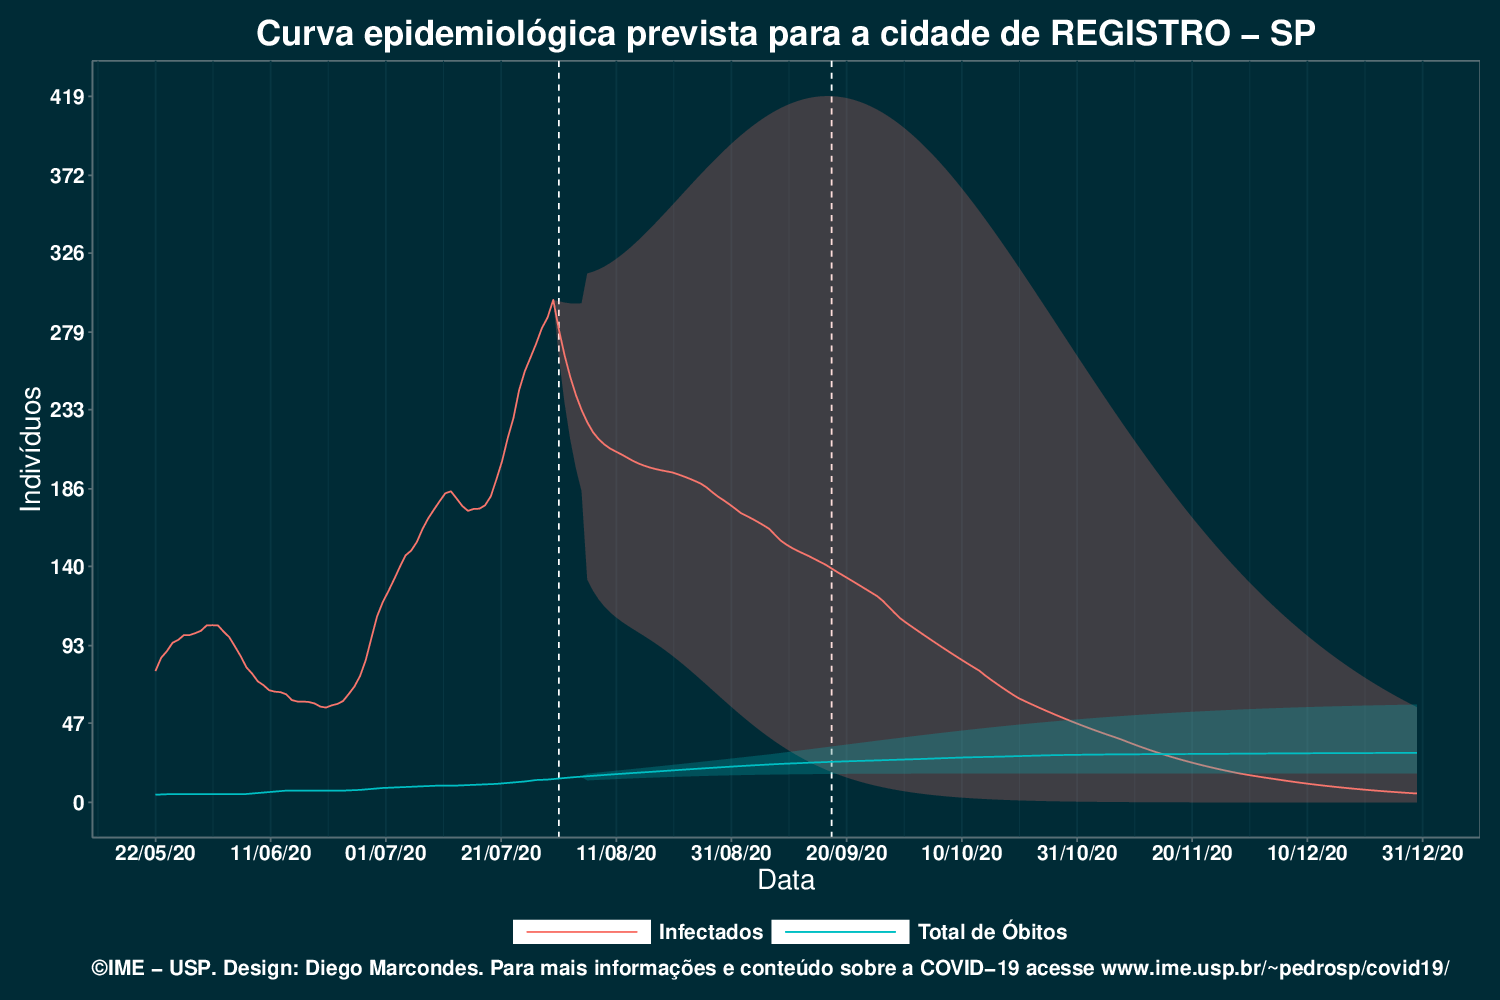 Curva epidemiológica prevista para a cidade de REGISTRO – SP
419
372
326
279
233
186
140
93
47
0
Indivíduos
22/05/20 11/06/20 01/07/20 21/07/20 11/08/20 31/08/20 20/09/20 10/10/20 31/10/20 20/11/20 10/12/20 31/12/20
Data
Infectados Total de Óbitos
©IME – USP. Design: Diego Marcondes. Para mais informações e conteúdo sobre a COVID–19 acesse www.ime.usp.br/~pedrosp/covid19/